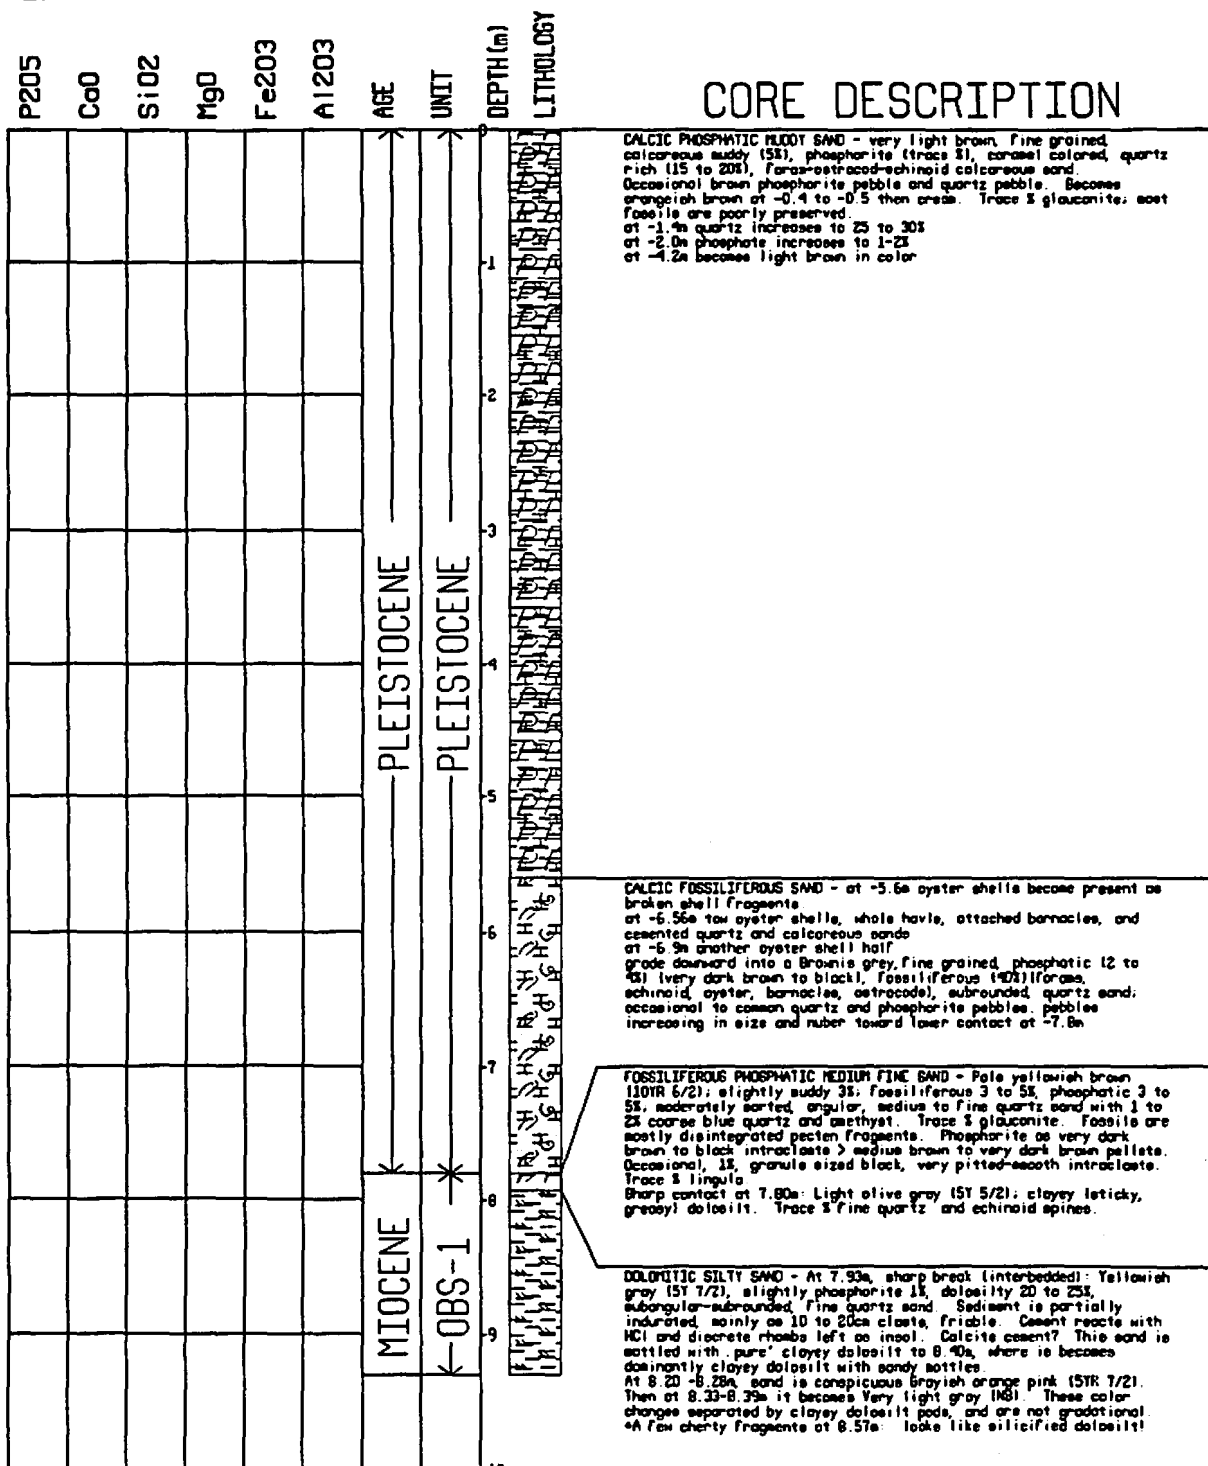 P2O5
CaO
SiO2
MgO
Fe2O3
Al2O3
AGE
UNIT
DEPTH(m)
LITHOLOGY
CORE DESCRIPTION
0
-1
-2
-3
-4
-5
-6
-7
-8
-9
PLEISTOCENE
PLEISTOCENE
MIOCENE
OBS-1
CALCIC PHOSPHATIC MUDDY SAND - very light brown, fine grained,
calcareous muddy (5%), phosphorite (trace %), caramel colored, quartz
rich (15 to 20%), foram-ostracod-echinoid calcareous sand.
Occasional brown phosphorite pebble and quartz pebble. Becomes
orangeish brown at -0.4 to -0.5 then cream. Trace % glauconite; most
fossils are poorly preserved.
at -1.4m quartz increases to 25 to 30%
at -2.0m phosphate increases to 1-2%
at -4.2m becomes light brown in color
CALCIC FOSSILIFEROUS SAND - at -5.6m oyster shells become present as
broken shell fragments
at -6.56m tow oyster shells, whole havle, attached barnacles, and
cemented quartz and calcareous sands
at -6.9m another oyster shell half
grade downward into a Brownis grey, fine grained, phosphatic (2 to
4%) (very dark brown to black), fossiliferous (40%)(forams,
echinoid, oyster, barnacles, ostracods), subrounded, quartz sand;
occasional to common quartz and phosphorite pebbles. pebbles
increasing in size and nuber toward lower contact at -7.8m
FOSSILIFEROUS PHOSPHATIC MEDIUM FINE SAND - Pale yellowish brown
(10YR 6/2); slightly muddy 3%; fossiliferous 3 to 5%, phosphatic 3 to
5%, moderately sorted, angular, medium to fine quartz sand with 1 to
2% coarse blue quartz and amethyst. Trace % glauconite. Fossils are
mostly disintegrated pecten fragments. Phosphorite as very dark
brown to black intraclasts > medium brown to very dark brown pellets.
Occasional, 1%, granule sized black, very pitted-smooth intraclasts.
Trace % lingula.
Sharp contact at 7.80m: Light olive gray (5Y 5/2); clayey (sticky,
greasy) dolosilt. Trace % fine quartz and echinoid spines.
DOLOMITIC SILTY SAND - At 7.93m, sharp break (interbedded): Yellowish
gray (5Y 7/2), slightly phosphorite 1%, dolosilty 20 to 25%,
subangular-subrounded, fine quartz sand. Sediment is partially
indurated, mainly as 10 to 20cm clasts, friable. Cement reacts with
HCl and discrete rhombs left as insol. Calcite cement? This sand is
mottled with 'pure' clayey dolosilt to 8.40m, where is becomes
dominantly clayey dolosilt with sandy mottles.
At 8.20 -8.28m, sand is conspicuous Grayish orange pink (5YR 7/2).
Then at 8.33-8.39m it becomes Very light gray (N8). These color
changes separated by clayey dolosilt pods, and are not gradational.
*A few cherty fragments at 8.57m: looks like silicified dolosilt!